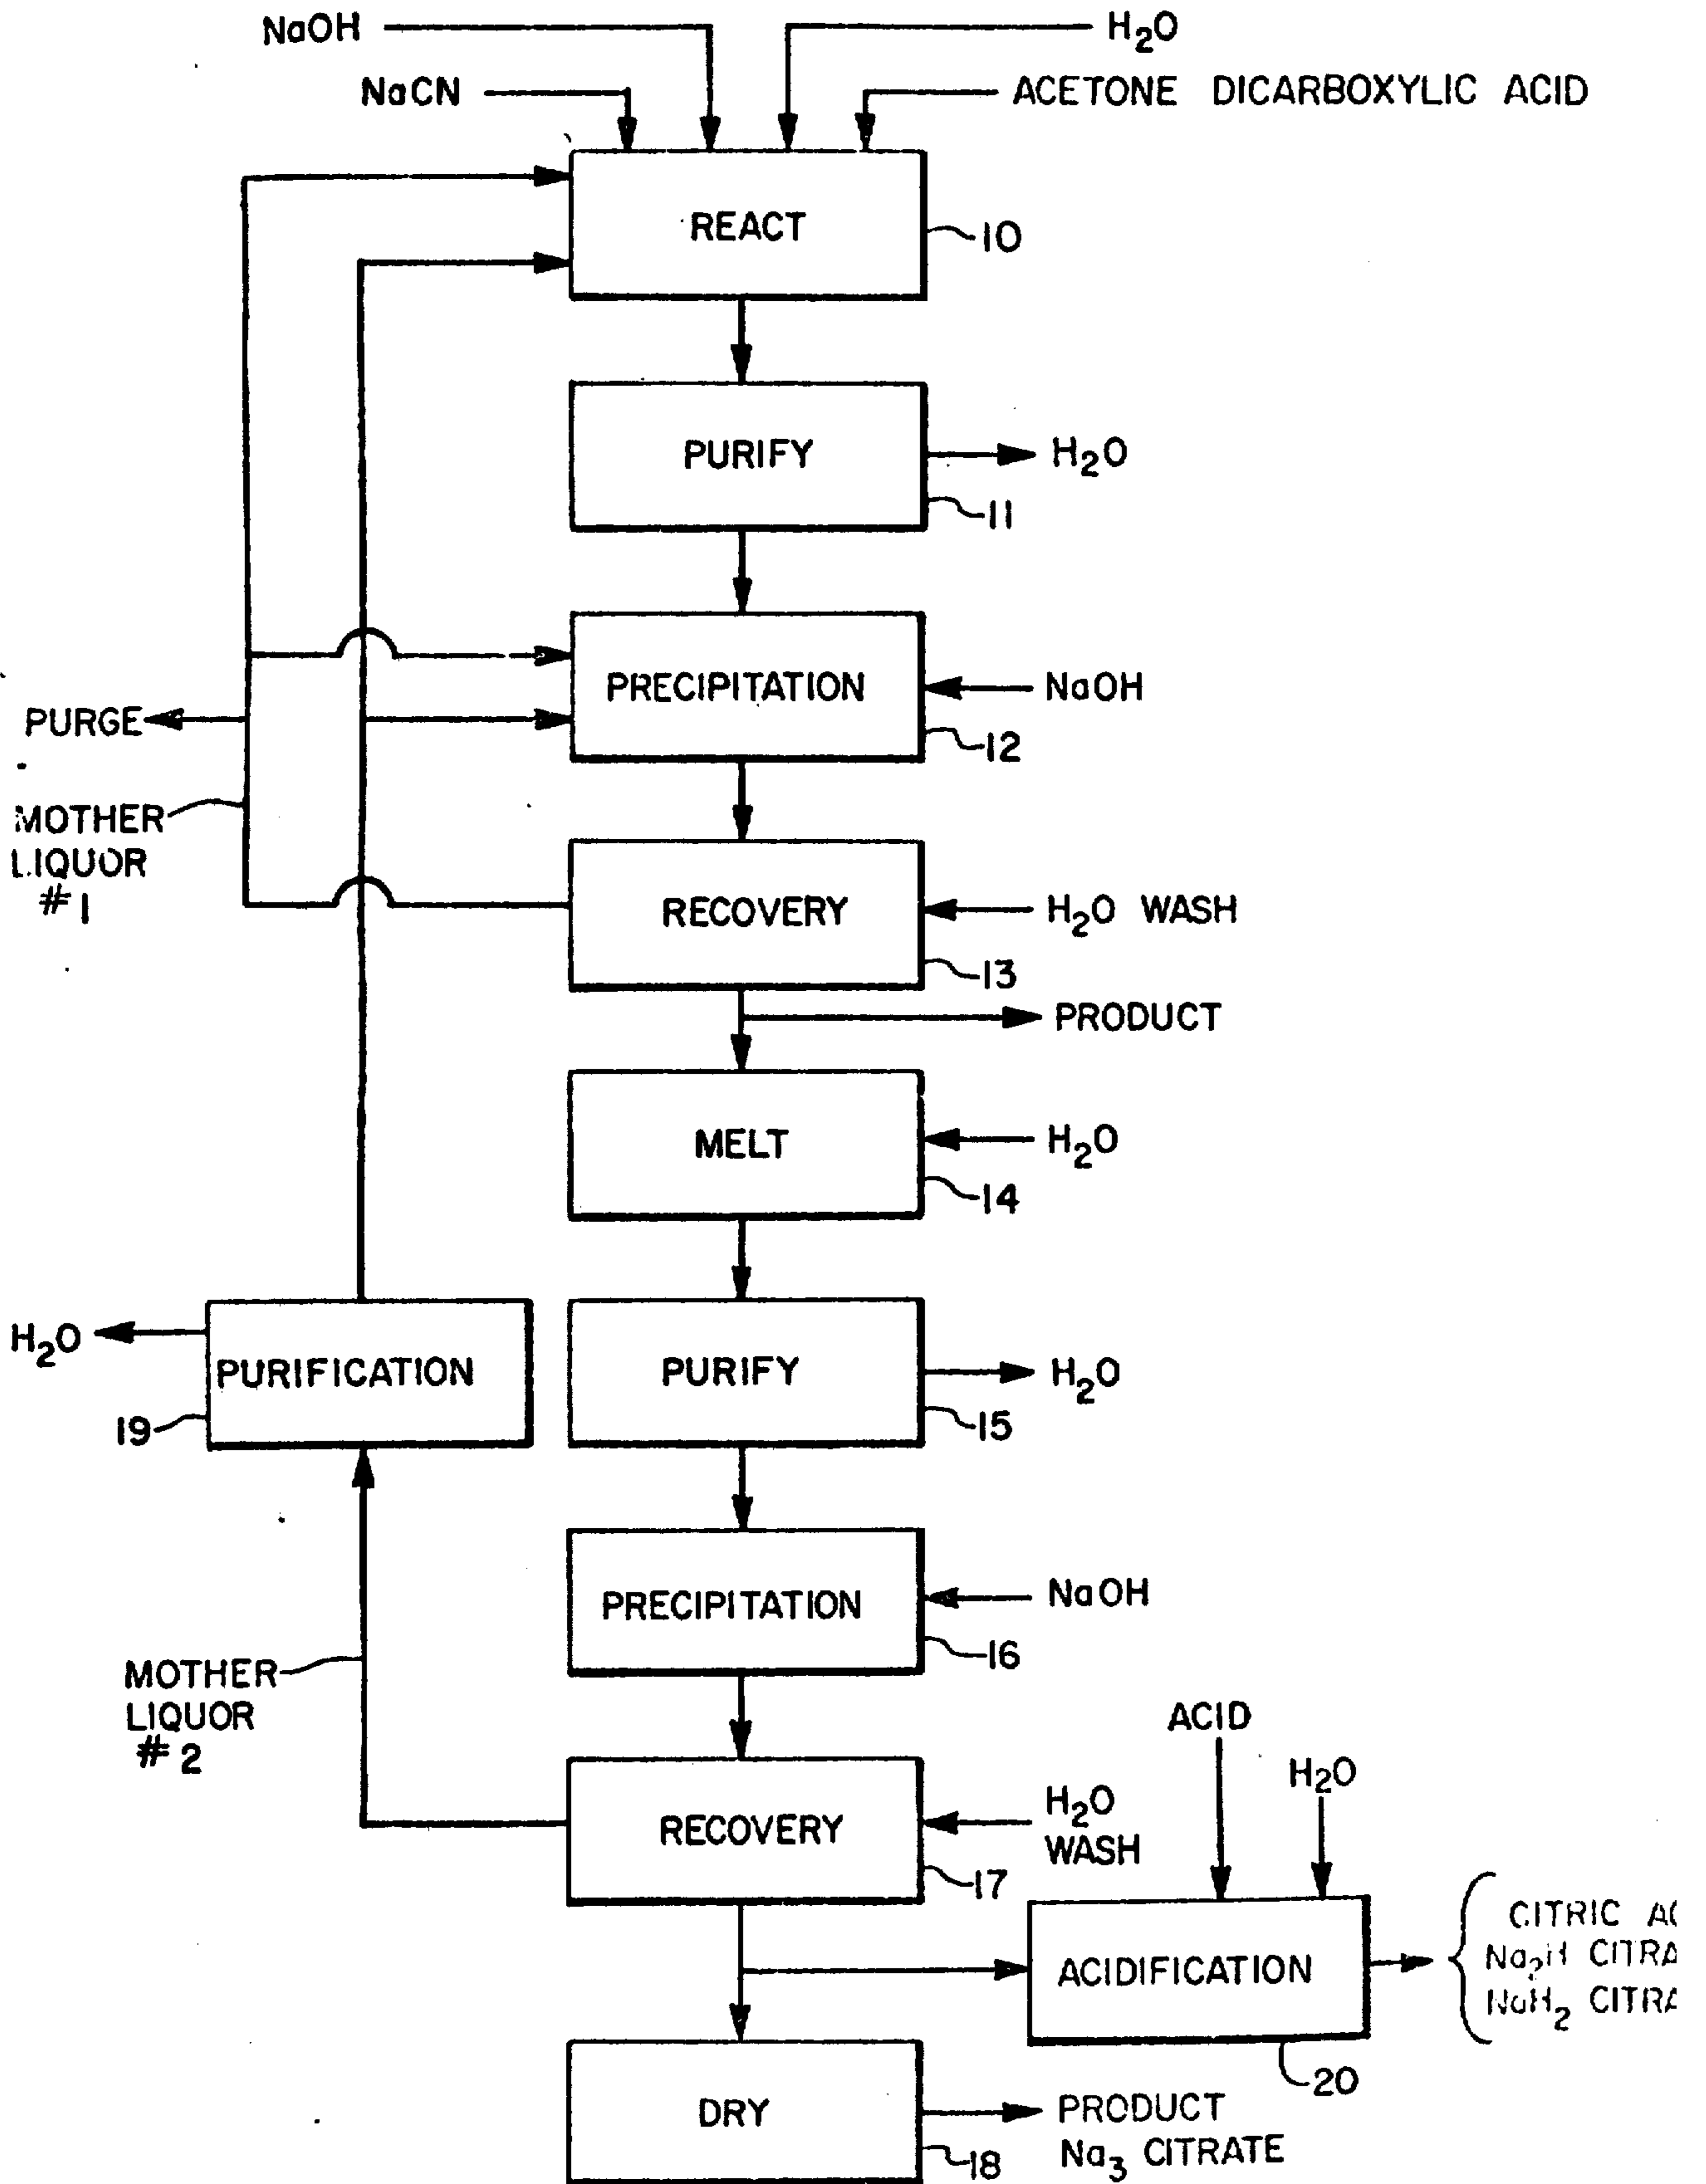 NaOH
H₂O
NaCN
ACETONE DICARBOXYLIC ACID
REACT
10
PURIFY
H₂O
11
PRECIPITATION
NaOH
12
PURGE
MOTHER
LIQUOR
#1
RECOVERY
H₂O WASH
13
PRODUCT
MELT
H₂O
14
H₂O
PURIFICATION
19
PURIFY
H₂O
15
PRECIPITATION
NaOH
16
MOTHER
LIQUOR
#2
RECOVERY
H₂O
WASH
17
ACID
H₂O
ACIDIFICATION
20
CITRIC
Na₂H
NaH₂
DRY
18
PRODUCT
Na₃ CITRATE